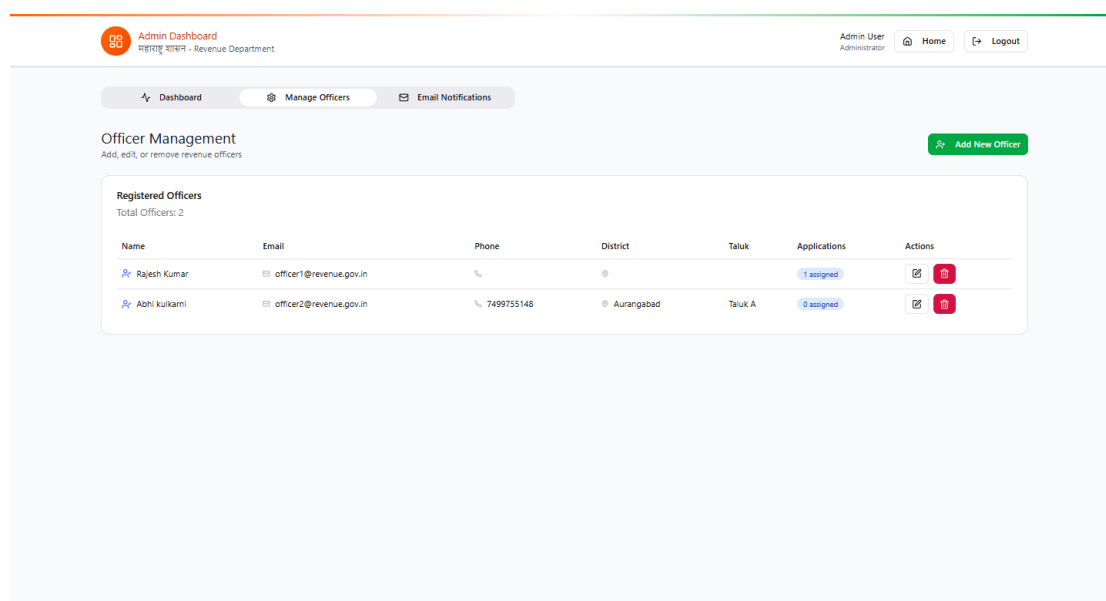 Admin Dashboard
महाराष्ट्र शासन - Revenue Department
Admin User
Administrator
Home
Logout
Dashboard
Manage Officers
Email Notifications
Officer Management
Add, edit, or remove revenue officers
Add New Officer
Registered Officers
Total Officers: 2
Name Email Phone District Taluk Applications Actions
Rajesh Kumar officer1@revenue.gov.in 1 assigned
Abhi kulkarni officer2@revenue.gov.in 7499755148 Aurangabad Taluk A 0 assigned